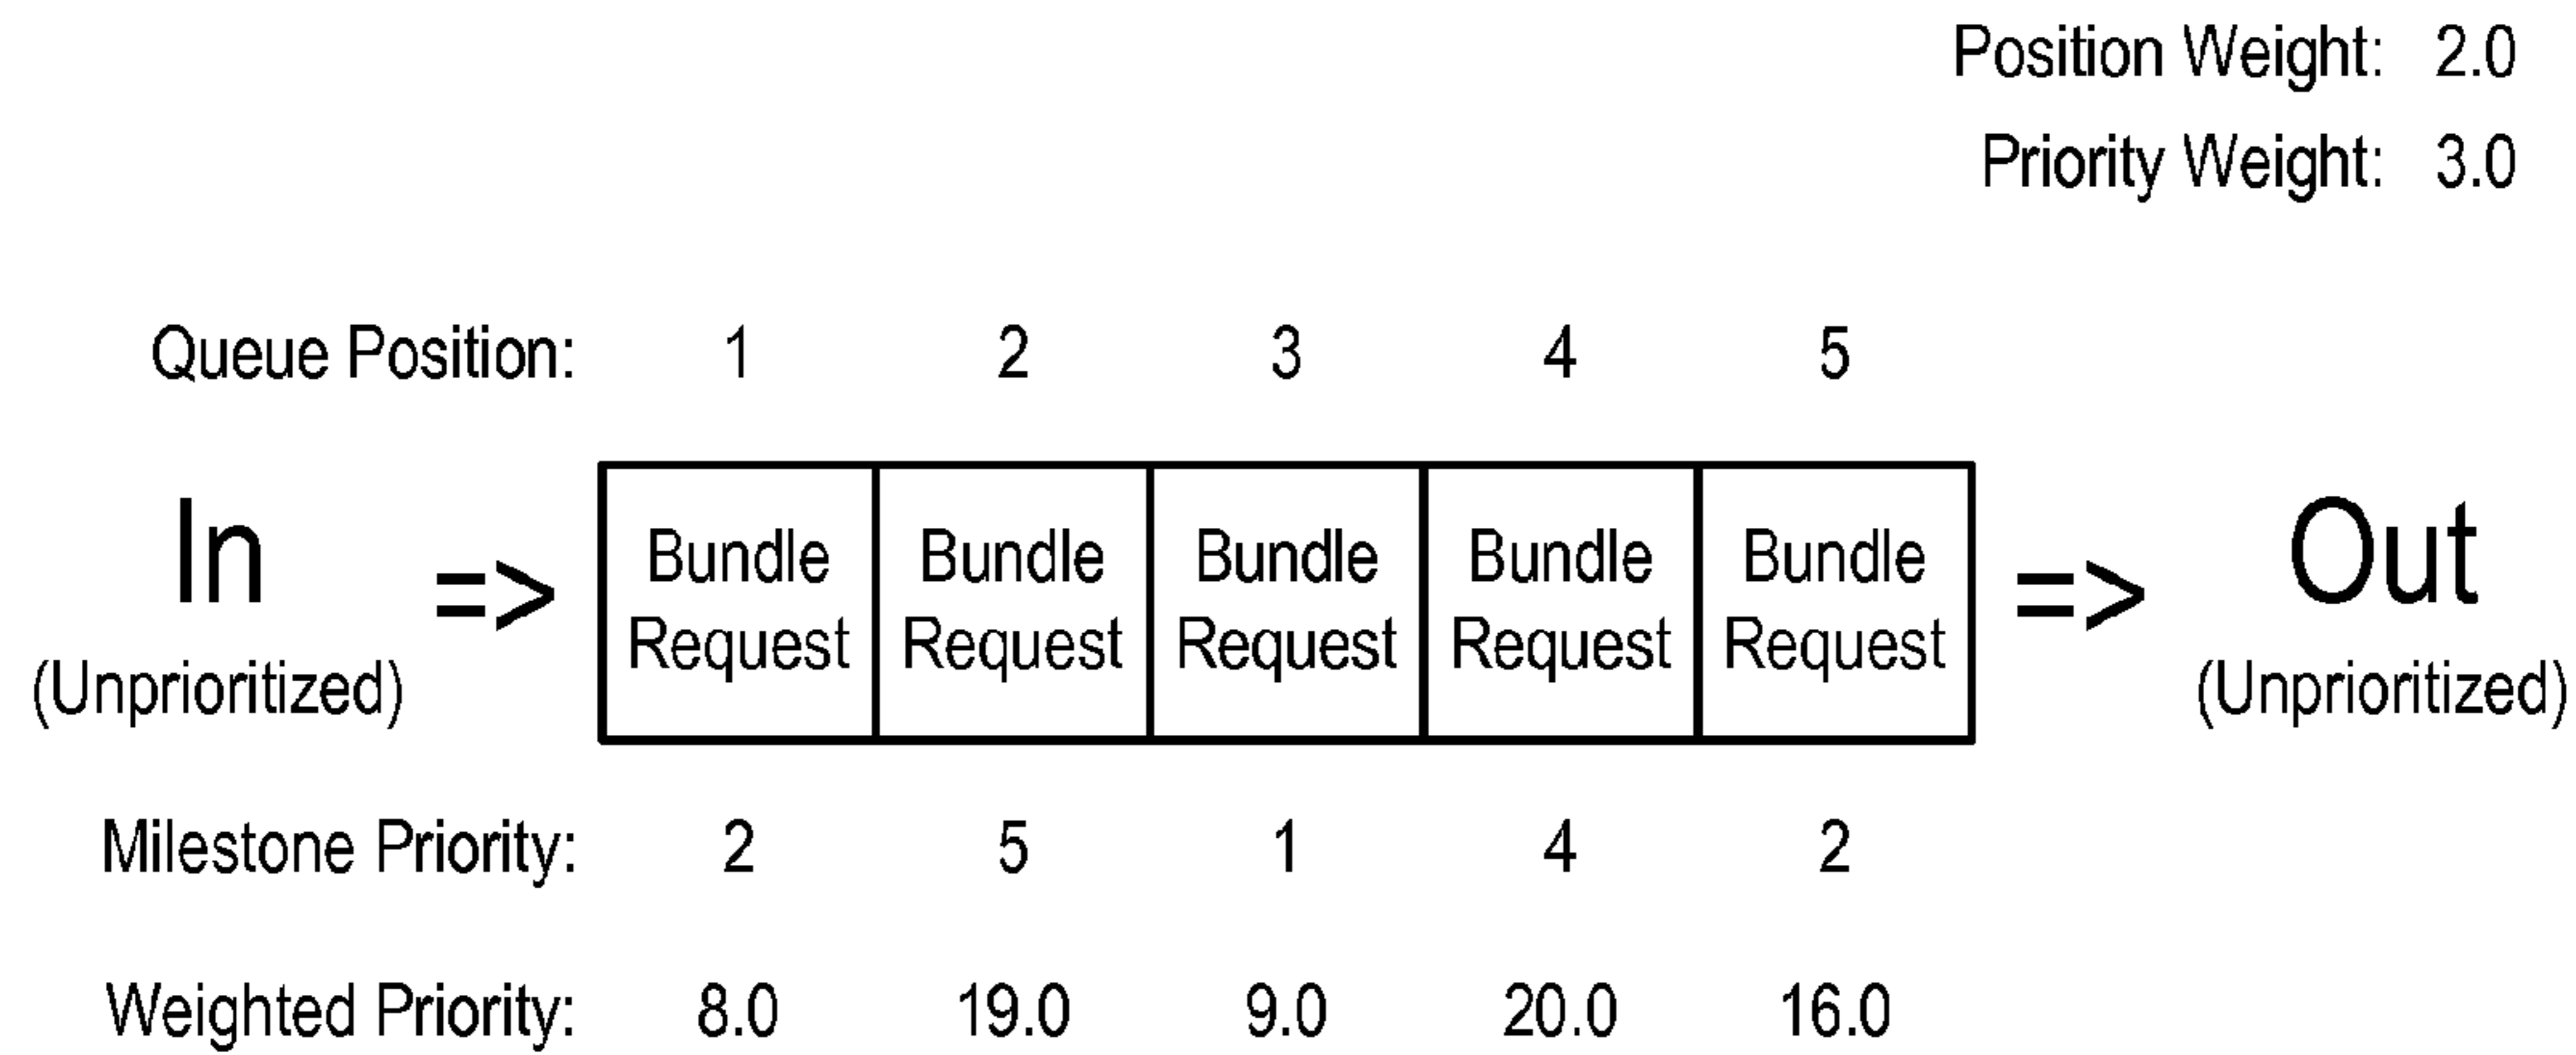 Position Weight: 2.0
Priority Weight: 3.0
Queue Position: 1 2 3 4 5
In => Bundle Request Bundle Request Bundle Request Bundle Request Bundle Request => Out
(Unprioritized) (Unprioritized)
Milestone Priority: 2 5 1 4 2
Weighted Priority: 8.0 19.0 9.0 20.0 16.0